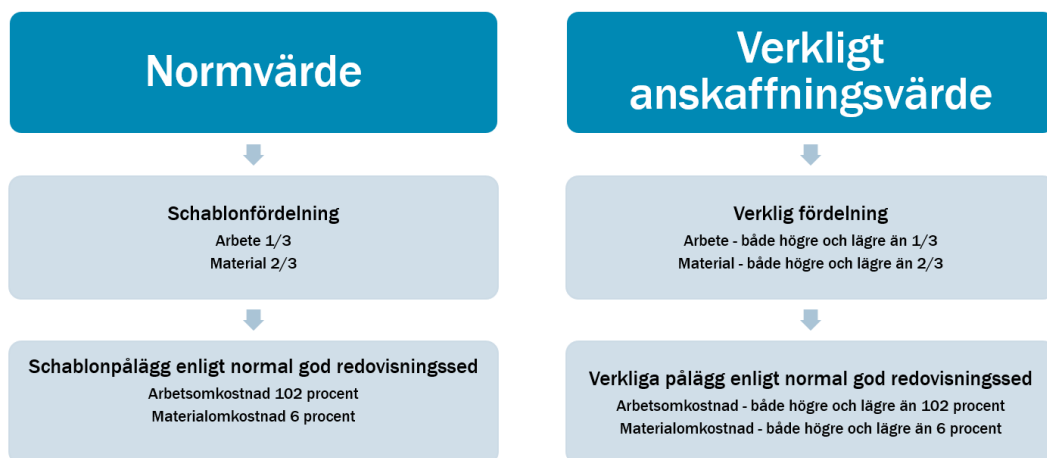 Normvärde
Schablonfördelning
Arbete 1/3
Material 2/3
Schablonpålägg enligt normal god redovisningssed
Arbetsomkostnad 102 procent
Materialomkostnad 6 procent
Verkligt
anskaffningsvärde
Verklig fördelning
Arbete - både högre och lägre än 1/3
Material - både högre och lägre än 2/3
Verkliga pålägg enligt normal god redovisningssed
Arbetsomkostnad - både högre och lägre än 102 procent
Materialomkostnad - både högre och lägre än 6 procent